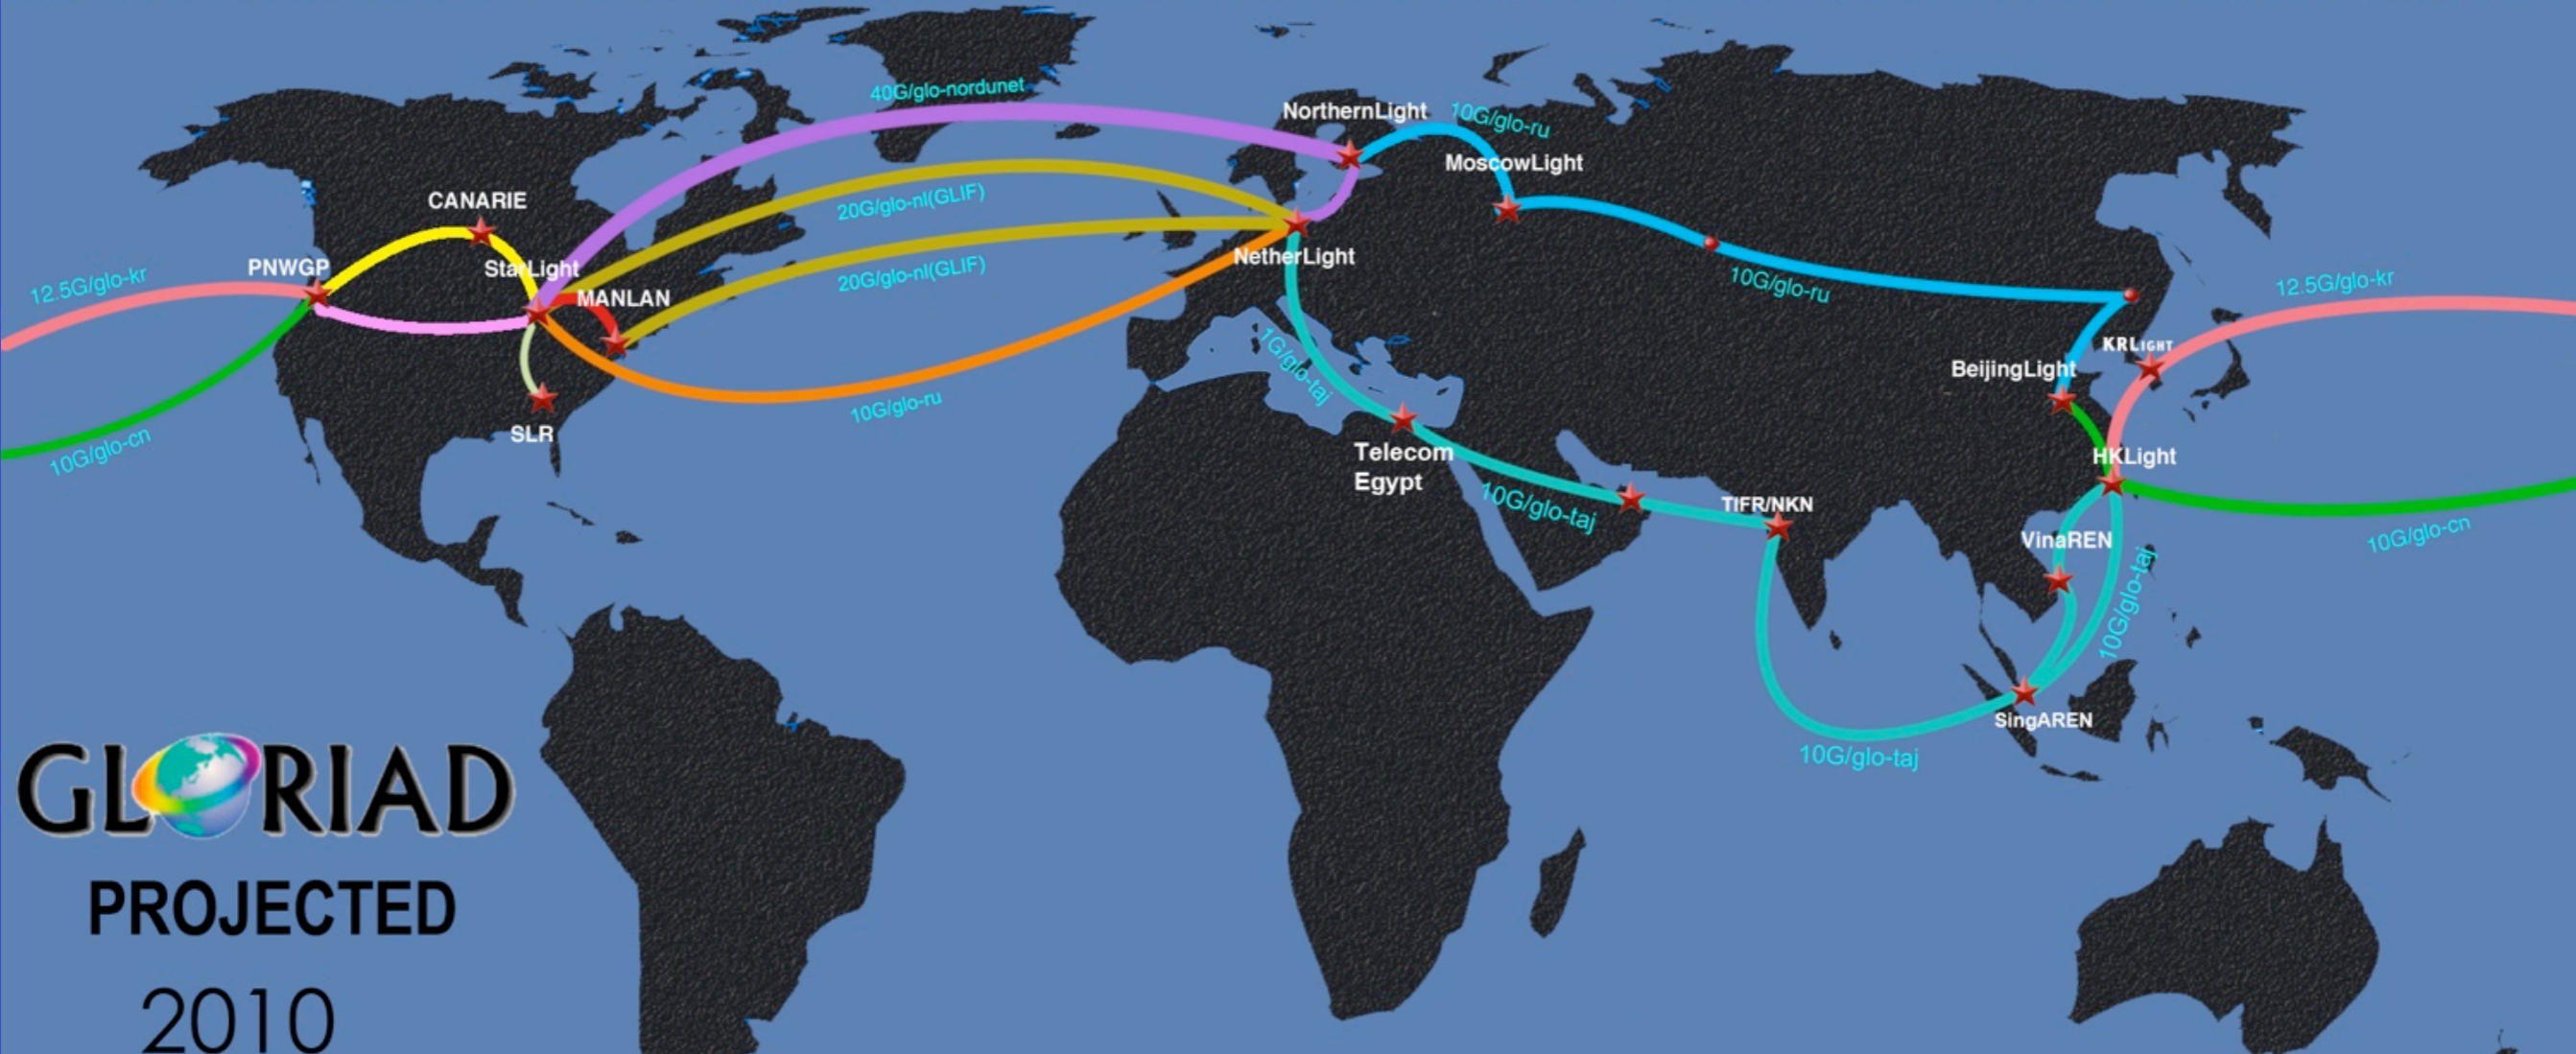 40G/glo-nordunet
NorthernLight
10G/glo-ru
MoscowLight
CANARIE
20G/glo-nl(GLIF)
NetherLight
PNWGP
StarLight
12.5G/glo-kr
20G/glo-nl(GLIF)
10G/glo-ru
12.5G/glo-kr
MANLAN
KRLIGHT
1G/glo-taj
BeijingLight
10G/glo-ru
SLR
10G/glo-cn
Telecom
Egypt
HKLight
10G/glo-taj
TIFR/NKN
VinaREN
10G/glo-cn
10G/glo-taj
SingAREN
10G/glo-taj
GLORIAD
PROJECTED
2010